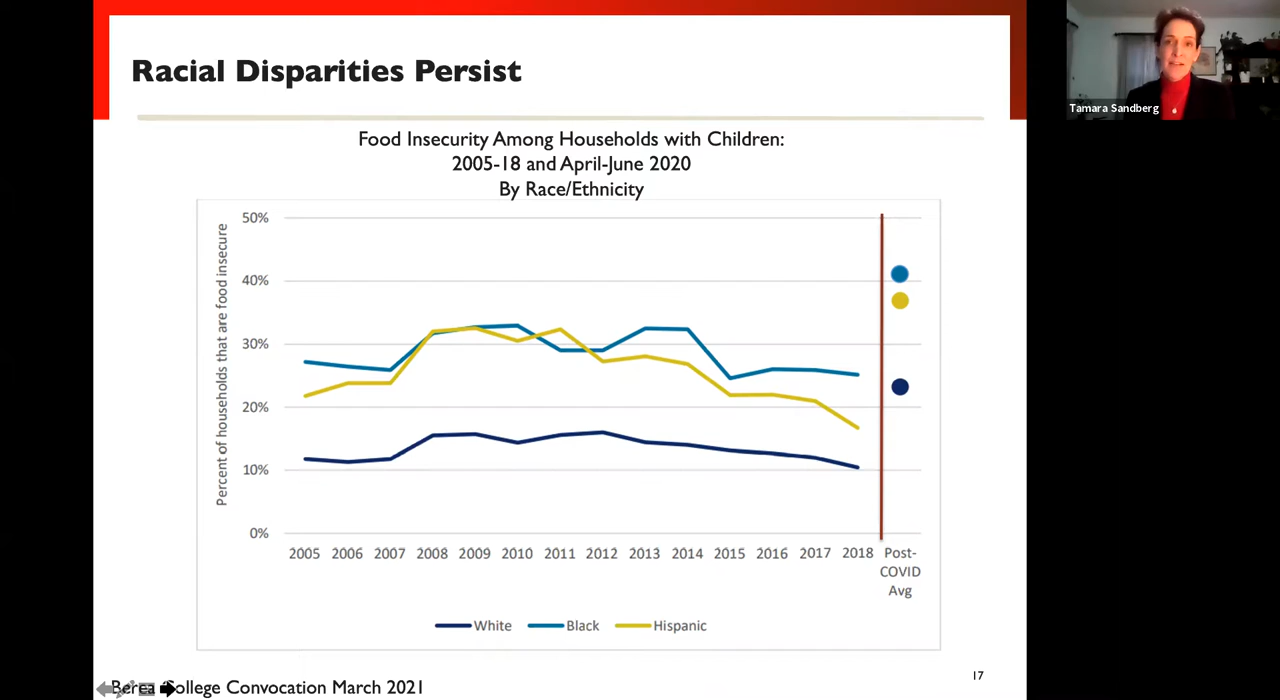 Racial Disparities Persist
Tamara Sandberg
Food Insecurity Among Households with Children:
2005-18 and April-June 2020
By Race/Ethnicity
Percent of households that are food insecure
50%
40%
30%
20%
10%
0%
2005 2006 2007 2008 2009 2010 2011 2012 2013 2014 2015 2016 2017 2018 Post-
COVID
Avg
White Black Hispanic
17
Berea College Convocation March 2021